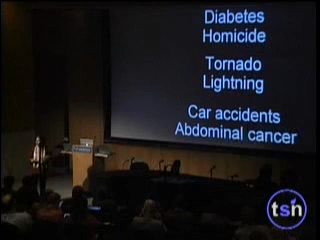 Diabetes
Homicide
Tornado
Lightning
Car accidents
Abdominal cancer
tsn